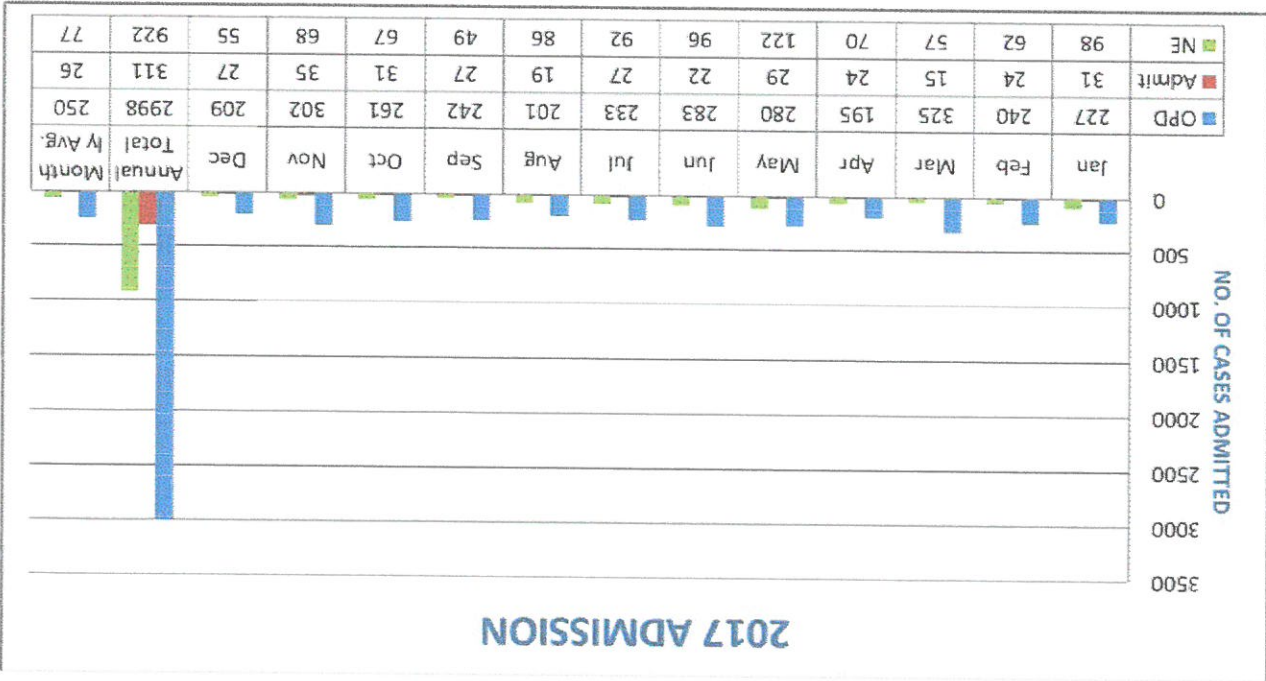 2017 ADMISSION
NO. OF CASES ADMITTED
3500
3000
2500
2000
1500
1000
500
0
Jan Feb Mar Apr May Jun Jul Aug Sep Oct Nov Dec Annual Total Monthly Avg.
OPD 227 240 325 195 280 283 233 201 242 261 302 209 2998 250
Admit 31 24 15 24 29 22 27 19 27 31 35 27 311 26
NE 98 62 57 70 122 96 92 86 49 67 68 55 922 77